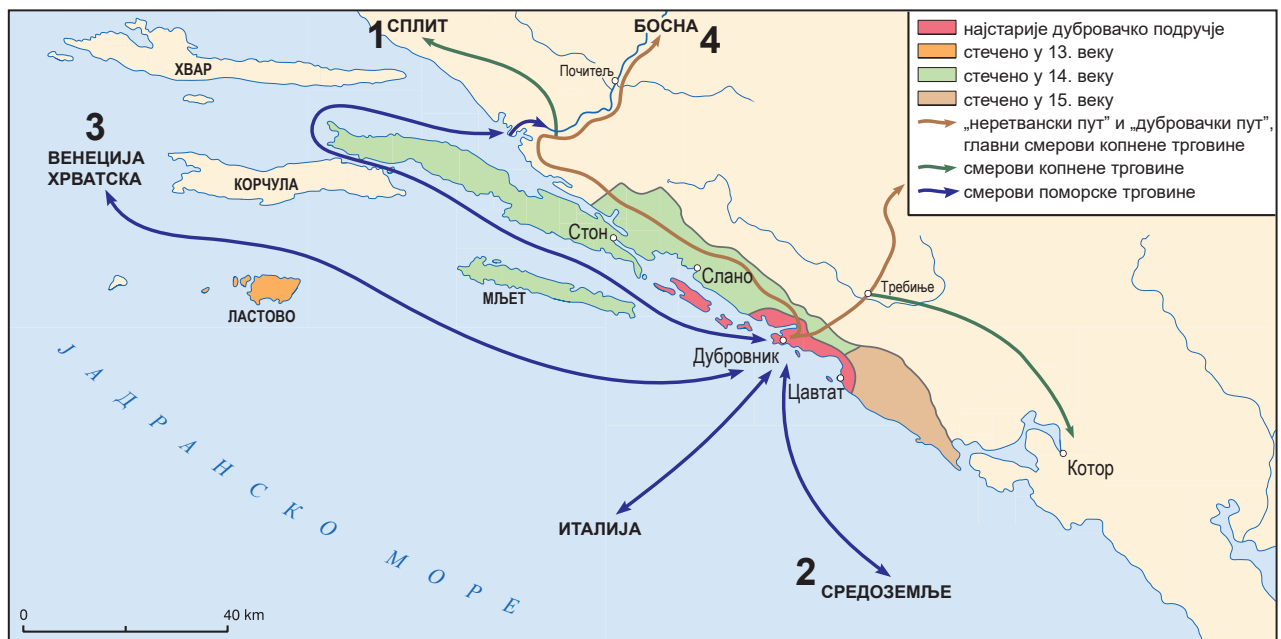 1 СПЛИТ
БОСНА
4
Почитељ
ХВАР
3
ВЕНЕЦИЈА
ХРВАТСКА
КОРЧУЛА
Стон
Слано
Требиње
ЛАСТОВО
МЉЕТ
Дубровник
Цавтат
Котор
ИТАЛИЈА
2 СРЕДОЗЕМЉЕ
ЈАДРАНСКО МОРЕ
0 40 km
најстарије дубровачко подручје
стечено у 13. веку
стечено у 14. веку
стечено у 15. веку
„неретвански пут” и „дубровачки пут”,
главни смерови копнене трговине
смерови копнене трговине
смерови поморске трговине